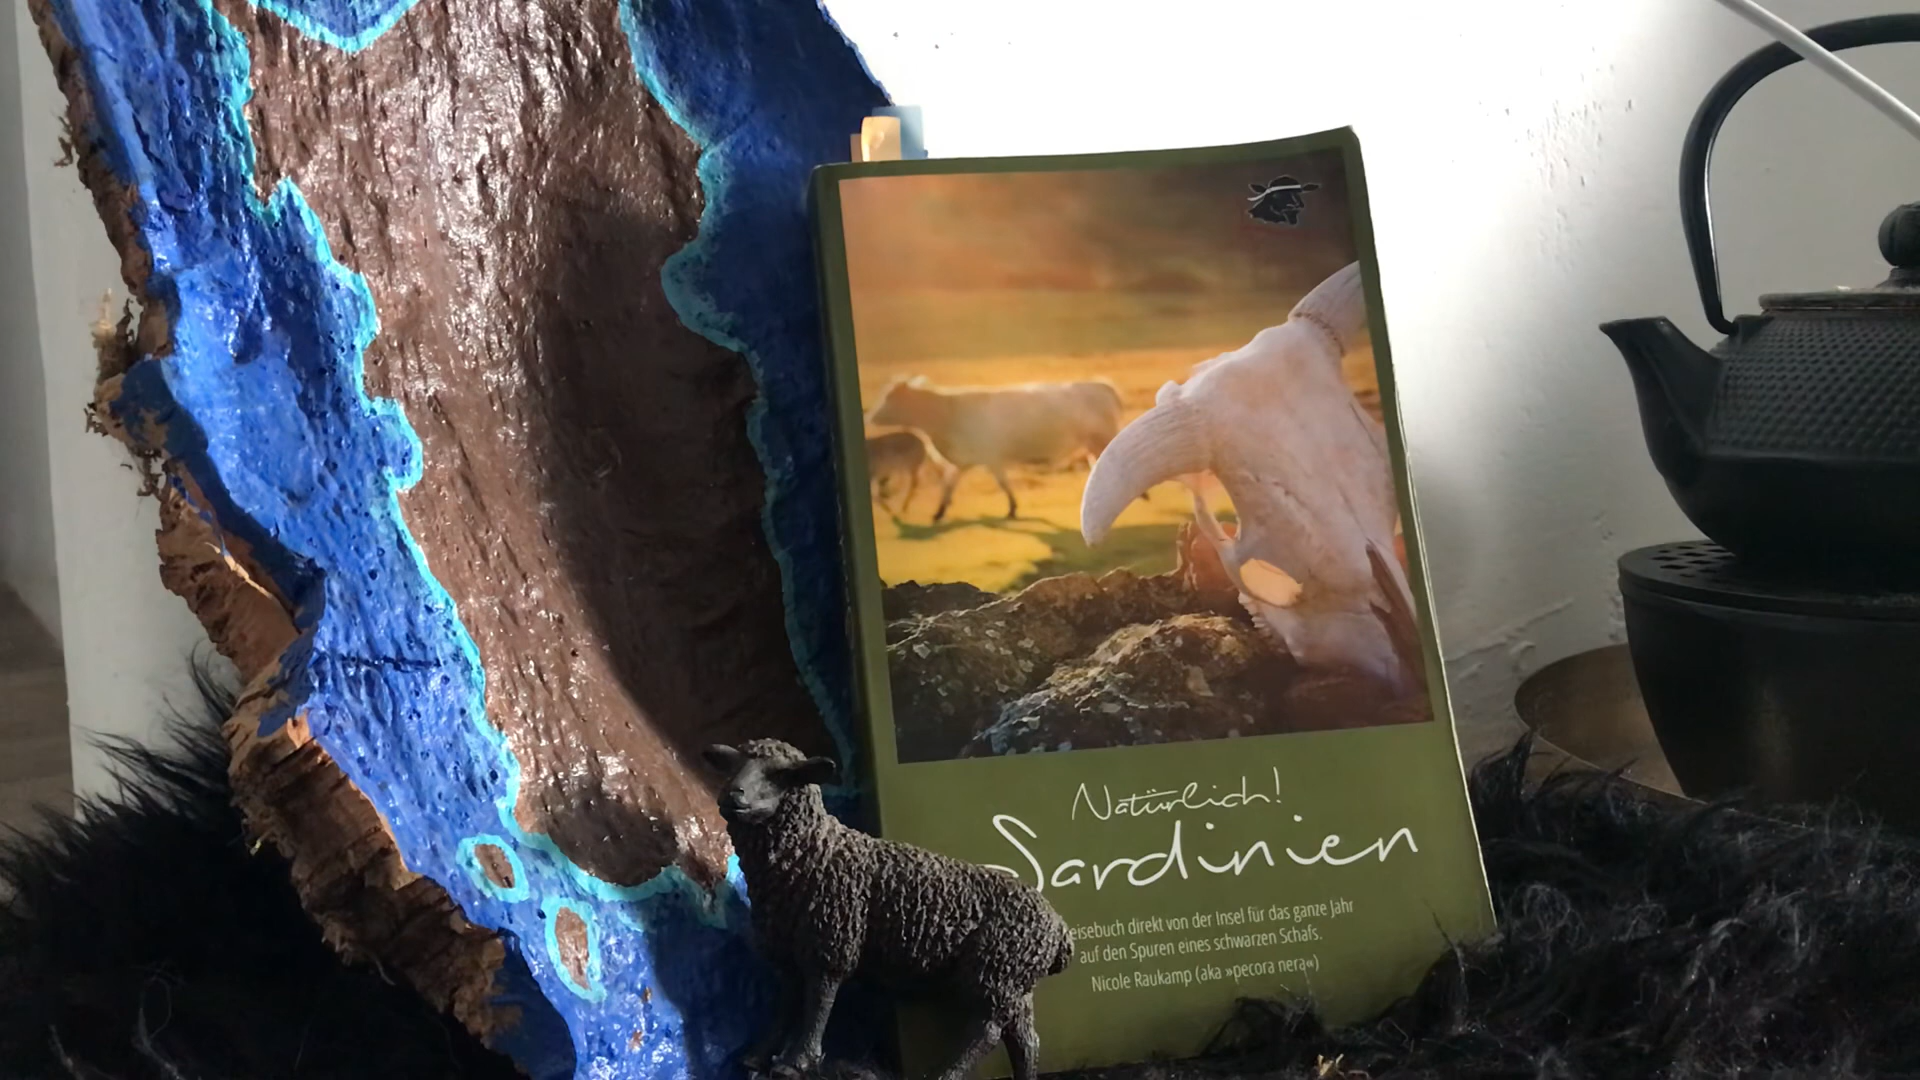 Natürlich!
Sardinien
eisebuch direkt von der Insel für das ganze Jahr
auf den Spuren eines schwarzen Schafs.
Nicole Raukamp (aka »pecora nera«)